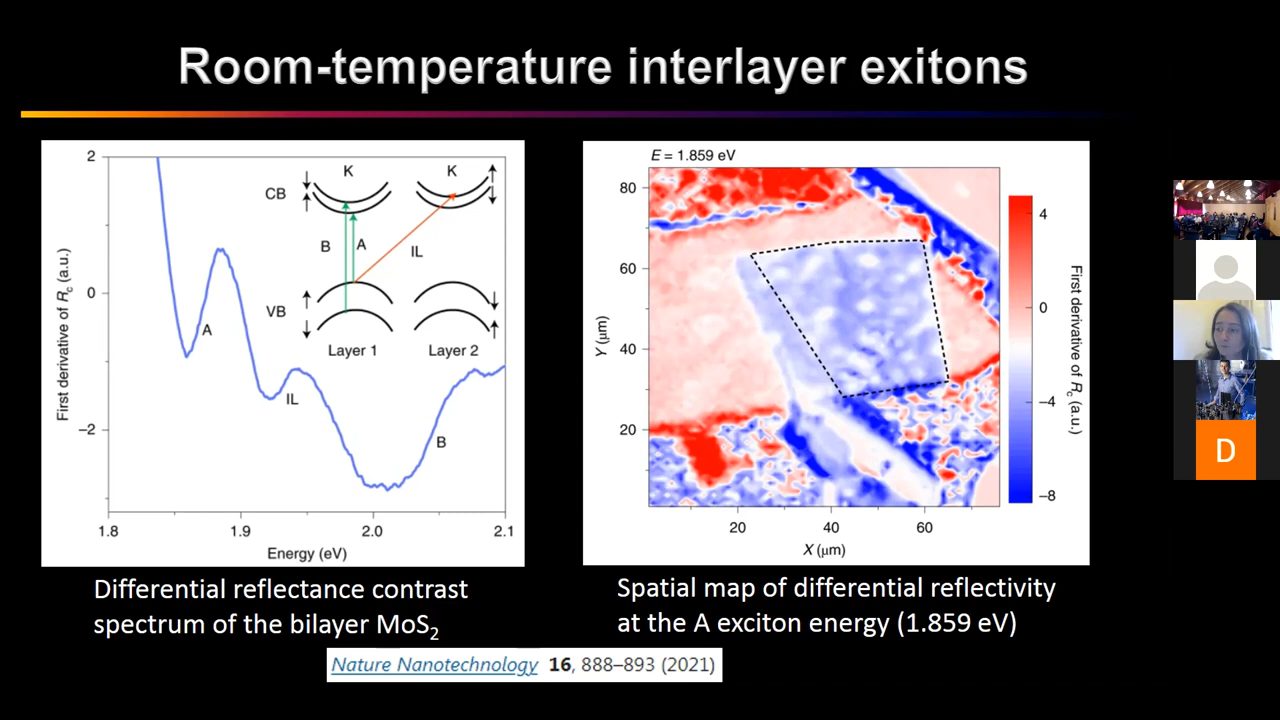 Room-temperature interlayer exitons
2
0
−2
1.8
1.9
2.0
2.1
First derivative of Rc (a.u.)
Energy (eV)
A
IL
B
CB
VB
K
K
B
A
IL
Layer 1
Layer 2
E = 1.859 eV
80
60
40
20
20
40
60
Y (μm)
X (μm)
4
0
−4
−8
First derivative of Rc (a.u.)
Differential reflectance contrast
spectrum of the bilayer MoS₂
Spatial map of differential reflectivity
at the A exciton energy (1.859 eV)
Nature Nanotechnology 16, 888–893 (2021)
D